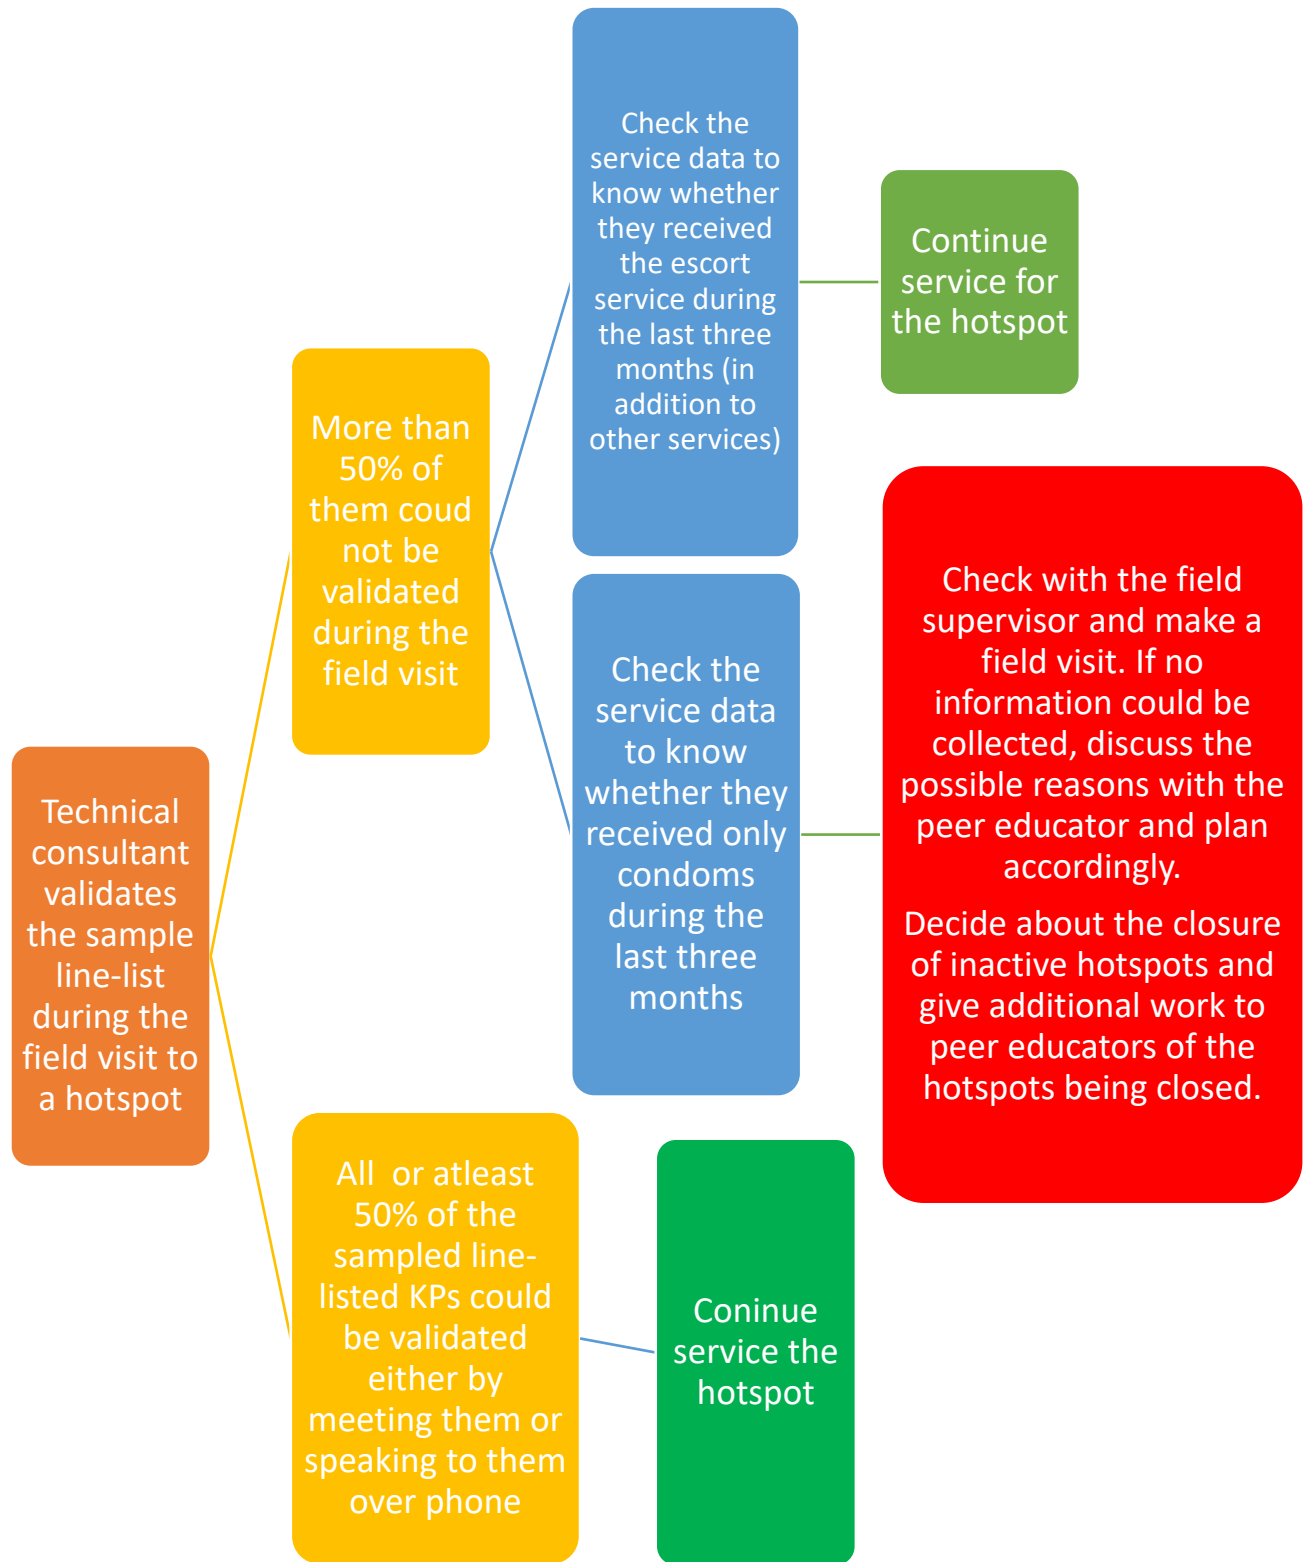 Technical
consultant
validates
the sample
line-list
during the
field visit to
a hotspot
More than
50% of
them coud
not be
validated
during the
field visit
Check the
service data to
know whether
they received
the escort
service during
the last three
months (in
addition to
other services)
Continue
service for
the hotspot
Check the
service data
to know
whether they
received only
condoms
during the
last three
months
Check with the field
supervisor and make a
field visit. If no
information could be
collected, discuss the
possible reasons with the
peer educator and plan
accordingly.
Decide about the closure
of inactive hotspots and
give additional work to
peer educators of the
hotspots being closed.
All  or atleast
50% of the
sampled line-
listed KPs could
be validated
either by
meeting them or
speaking to them
over phone
Coninue
service the
hotspot